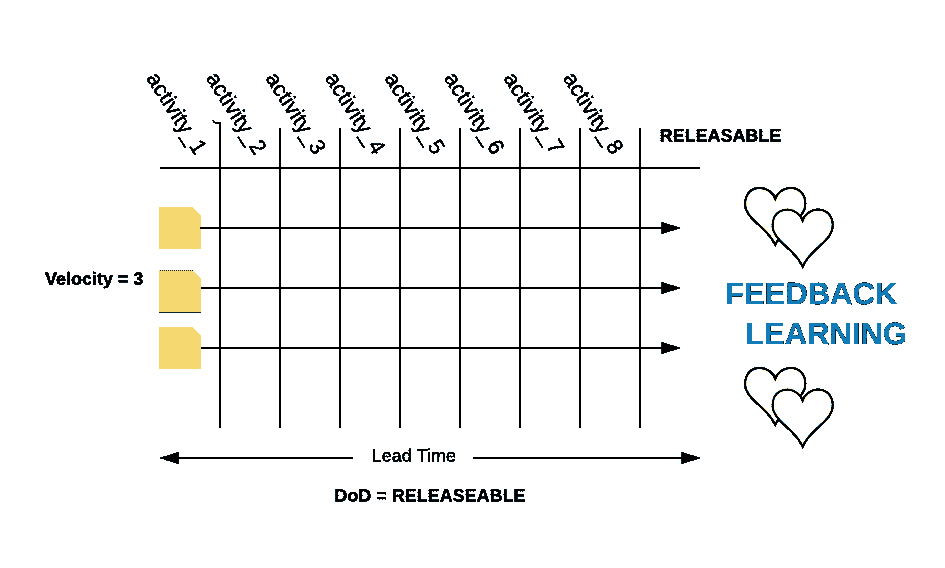 activity_1
activity_2
activity_3
activity_4
activity_5
activity_6
activity_7
activity_8
RELEASABLE
Velocity = 3
FEEDBACK
LEARNING
Lead Time
DoD = RELEASEABLE